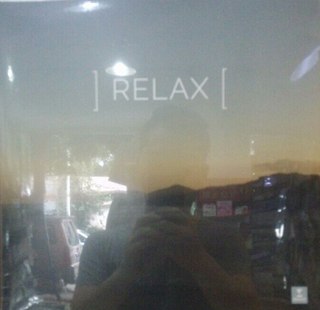 ] RELAX [